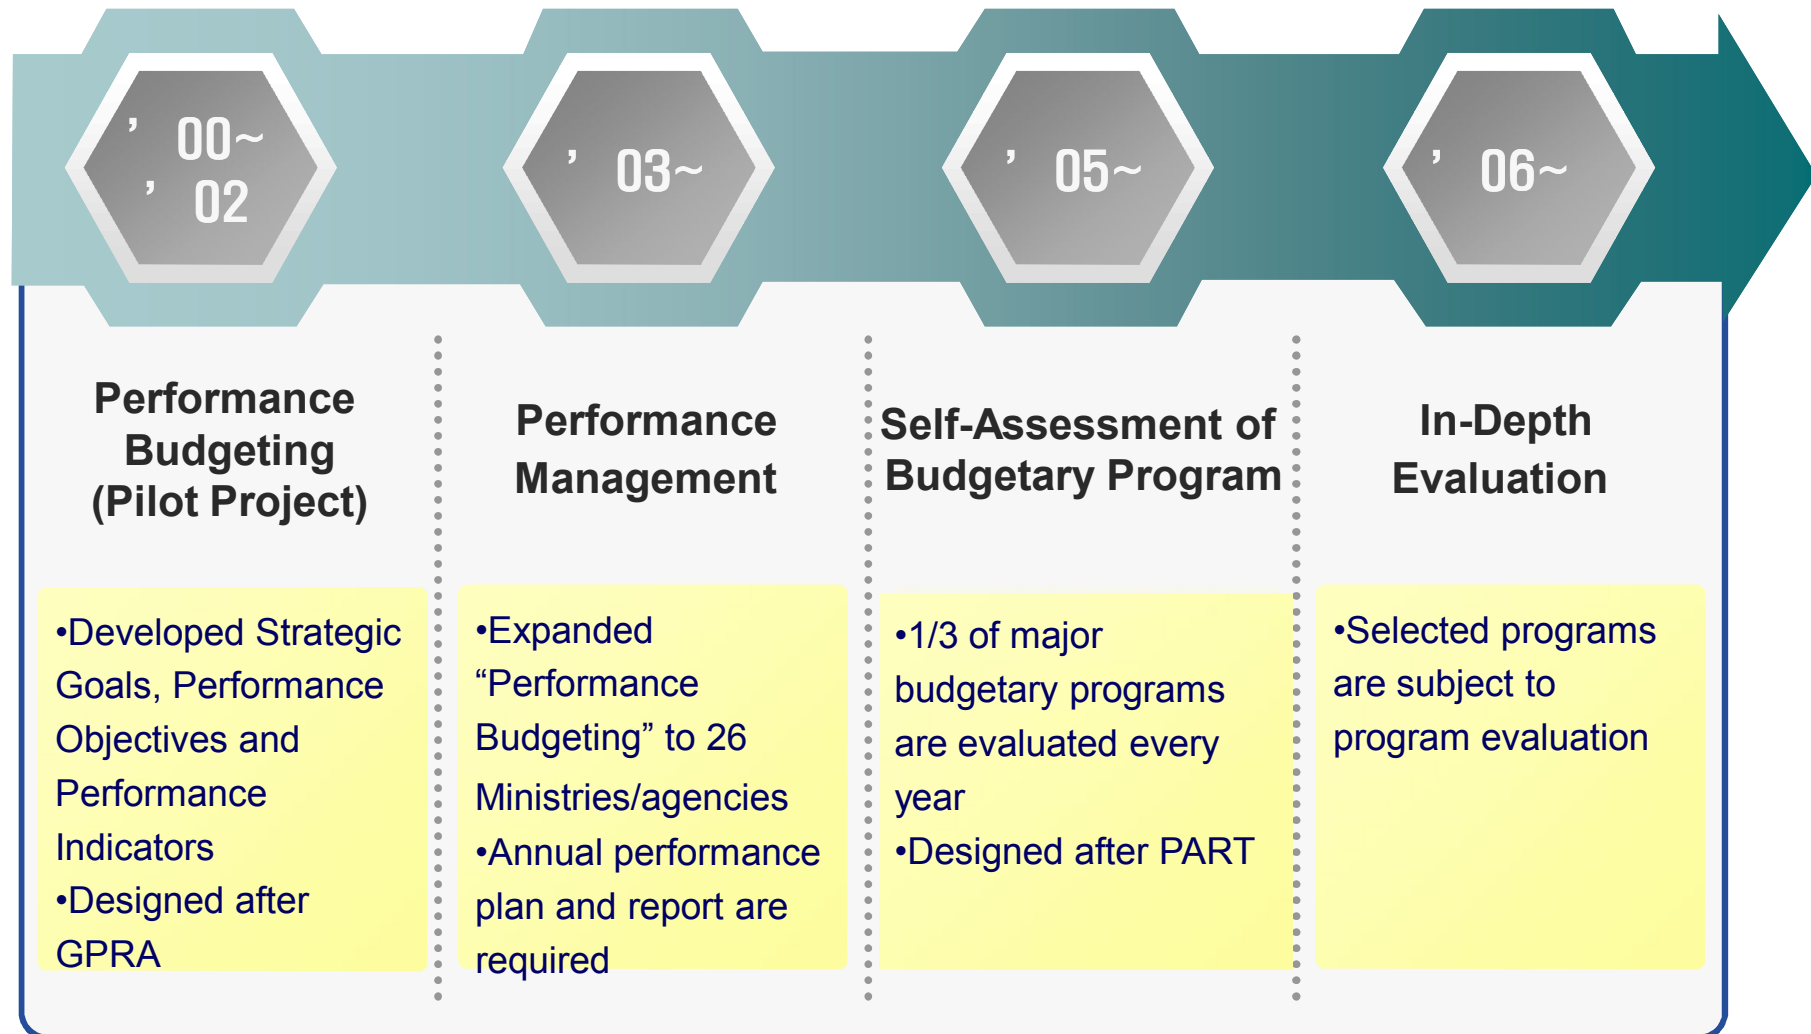 ’ 00~
’ 02
’ 03~
’ 05~
’ 06~
Performance
Budgeting
(Pilot Project)
Performance
Management
Self-Assessment of
Budgetary Program
In-Depth
Evaluation
•Developed Strategic
Goals, Performance
Objectives and
Performance
Indicators
•Designed after
GPRA
•Expanded
“Performance
Budgeting” to 26
Ministries/agencies
•Annual performance
plan and report are
required
•1/3 of major
budgetary programs
are evaluated every
year
•Designed after PART
•Selected programs
are subject to
program evaluation